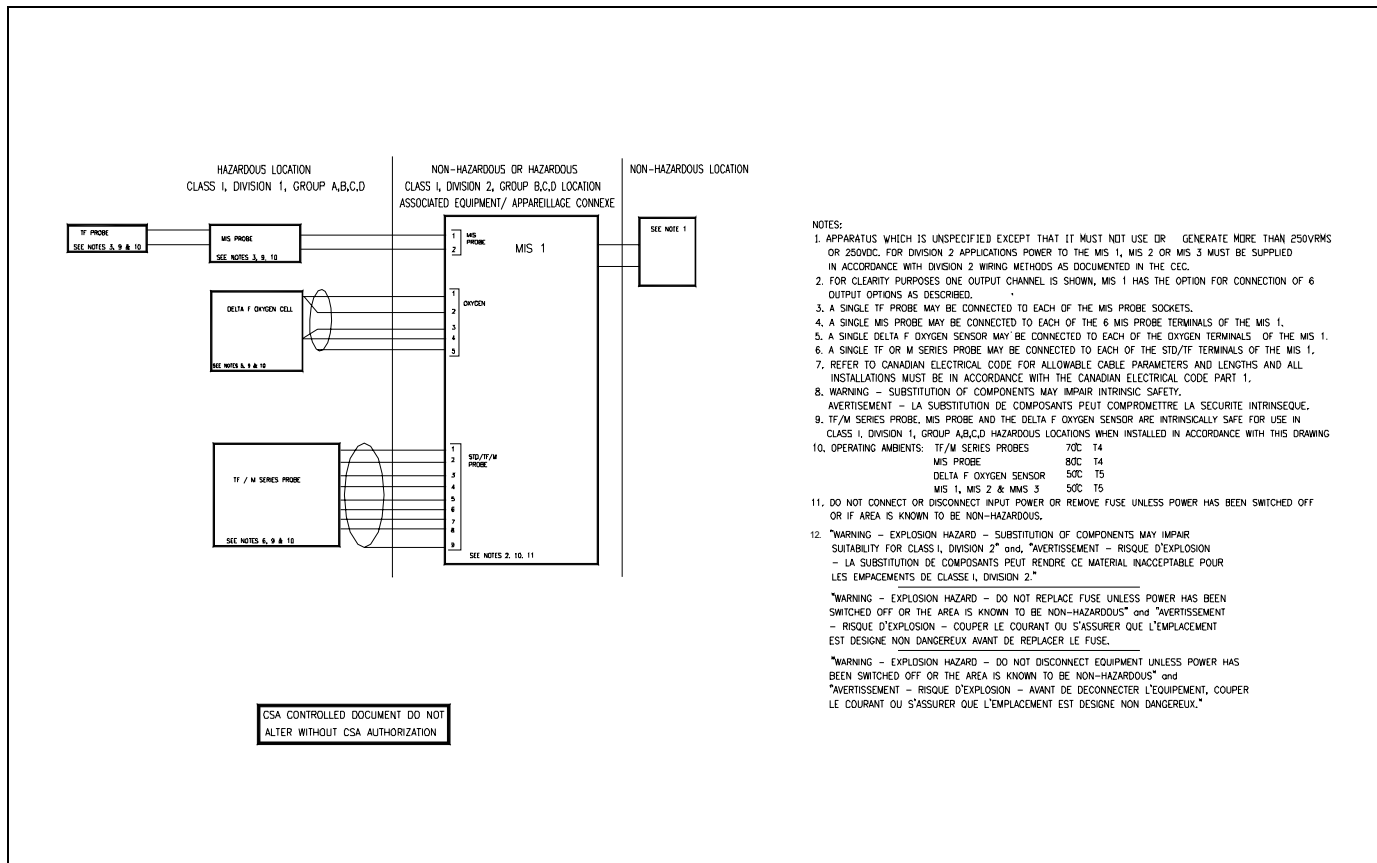 HAZARDOUS LOCATION
CLASS I, DIVISION 1, GROUP A,B,C,D
NON-HAZARDOUS OR HAZARDOUS
CLASS I, DIVISION 2, GROUP B,C,D LOCATION
ASSOCIATED EQUIPMENT/ APPAREILLAGE CONNEXE
NON-HAZARDOUS LOCATION
TF PROBE
SEE NOTES 3, 9 & 10
MIS PROBE
SEE NOTES 3, 9, 10
1
2
MIS
PROBE
MIS 1
SEE NOTE 1
DELTA F OXYGEN CELL
SEE NOTES 5, 9 & 10
1
2
3
4
5
OXYGEN
TF / M SERIES PROBE
SEE NOTES 6, 9 & 10
1
2
3
4
5
6
7
8
9
STD/TF/M
PROBE
SEE NOTES 2, 10, 11
CSA CONTROLLED DOCUMENT DO NOT
ALTER WITHOUT CSA AUTHORIZATION
NOTES:
1. APPARATUS WHICH IS UNSPECIFIED EXCEPT THAT IT MUST NOT USE OR GENERATE MORE THAN 250VRMS
OR 250VDC. FOR DIVISION 2 APPLICATIONS POWER TO THE MIS 1, MIS 2 OR MIS 3 MUST BE SUPPLIED
IN ACCORDANCE WITH DIVISION 2 WIRING METHODS AS DOCUMENTED IN THE CEC.
2. FOR CLEARITY PURPOSES ONE OUTPUT CHANNEL IS SHOWN, MIS 1 HAS THE OPTION FOR CONNECTION OF 6
OUTPUT OPTIONS AS DESCRIBED.
3. A SINGLE TF PROBE MAY BE CONNECTED TO EACH OF THE MIS PROBE SOCKETS.
4. A SINGLE MIS PROBE MAY BE CONNECTED TO EACH OF THE 6 MIS PROBE TERMINALS OF THE MIS 1.
5. A SINGLE DELTA F OXYGEN SENSOR MAY BE CONNECTED TO EACH OF THE OXYGEN TERMINALS OF THE MIS 1.
6. A SINGLE TF OR M SERIES PROBE MAY BE CONNECTED TO EACH OF THE STD/TF TERMINALS OF THE MIS 1.
7. REFER TO CANADIAN ELECTRICAL CODE FOR ALLOWABLE CABLE PARAMETERS AND LENGTHS AND ALL
INSTALLATIONS MUST BE IN ACCORDANCE WITH THE CANADIAN ELECTRICAL CODE PART 1.
8. WARNING – SUBSTITUTION OF COMPONENTS MAY IMPAIR INTRINSIC SAFETY.
AVERTISEMENT – LA SUBSTITUTION DE COMPOSANTS PEUT COMPROMETTRE LA SECURITE INTRINSEQUE.
9. TF/M SERIES PROBE, MIS PROBE AND THE DELTA F OXYGEN SENSOR ARE INTRINSICALLY SAFE FOR USE IN
CLASS I, DIVISION 1, GROUP A,B,C,D HAZARDOUS LOCATIONS WHEN INSTALLED IN ACCORDANCE WITH THIS DRAWING
10. OPERATING AMBIENTS: TF/M SERIES PROBES 70°C T4
MIS PROBE 80°C T4
DELTA F OXYGEN SENSOR 50°C T5
MIS 1, MIS 2 & MMS 3 50°C T5
11. DO NOT CONNECT OR DISCONNECT INPUT POWER OR REMOVE FUSE UNLESS POWER HAS BEEN SWITCHED OFF
OR IF AREA IS KNOWN TO BE NON-HAZARDOUS.
12. "WARNING – EXPLOSION HAZARD – SUBSTITUTION OF COMPONENTS MAY IMPAIR
SUITABILITY FOR CLASS I, DIVISION 2" and, "AVERTISSEMENT – RISQUE D'EXPLOSION
– LA SUBSTITUTION DE COMPOSANTS PEUT RENDRE CE MATERIAL INACCEPTABLE POUR
LES EMPACEMENTS DE CLASSE I, DIVISION 2."
"WARNING – EXPLOSION HAZARD – DO NOT REPLACE FUSE UNLESS POWER HAS BEEN
SWITCHED OFF OR THE AREA IS KNOWN TO BE NON-HAZARDOUS" and "AVERTISSEMENT
– RISQUE D'EXPLOSION – COUPER LE COURANT OU S'ASSURER QUE L'EMPLACEMENT
EST DESIGNE NON DANGEREUX AVANT DE REPLACER LE FUSE.
"WARNING – EXPLOSION HAZARD – DO NOT DISCONNECT EQUIPMENT UNLESS POWER HAS
BEEN SWITCHED OFF OR THE AREA IS KNOWN TO BE NON-HAZARDOUS" and
"AVERTISSEMENT – RISQUE D'EXPLOSION – AVANT DE DECONNECTER L'EQUIPEMENT, COUPER
LE COURANT OU S'ASSURER QUE L'EMPLACEMENT EST DESIGNE NON DANGEREUX."